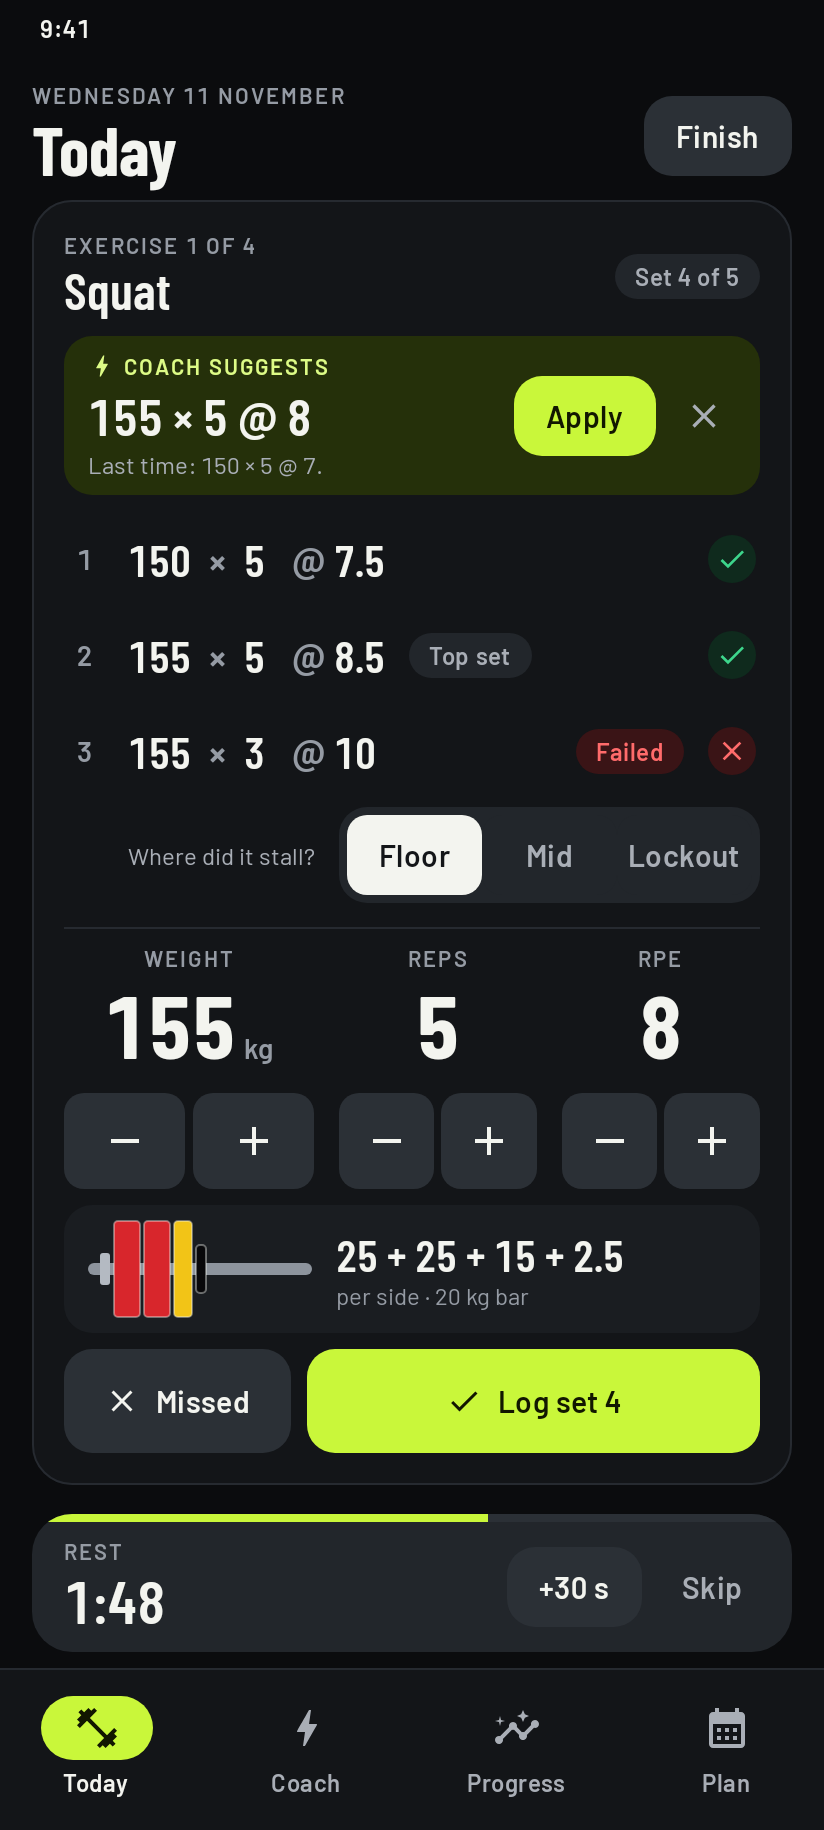 9:41
WEDNESDAY 11 NOVEMBER
Today
Finish
EXERCISE 1 OF 4
Squat
Set 4 of 5
COACH SUGGESTS
155 × 5 @ 8
Last time: 150 × 5 @ 7.
Apply
1 150 × 5 @ 7.5
2 155 × 5 @ 8.5 Top set
3 155 × 3 @ 10 Failed
Where did it stall? Floor Mid Lockout
WEIGHT REPS RPE
155 kg 5 8
25 + 25 + 15 + 2.5
per side · 20 kg bar
Missed Log set 4
REST
1:48
+30 s Skip
Today Coach Progress Plan